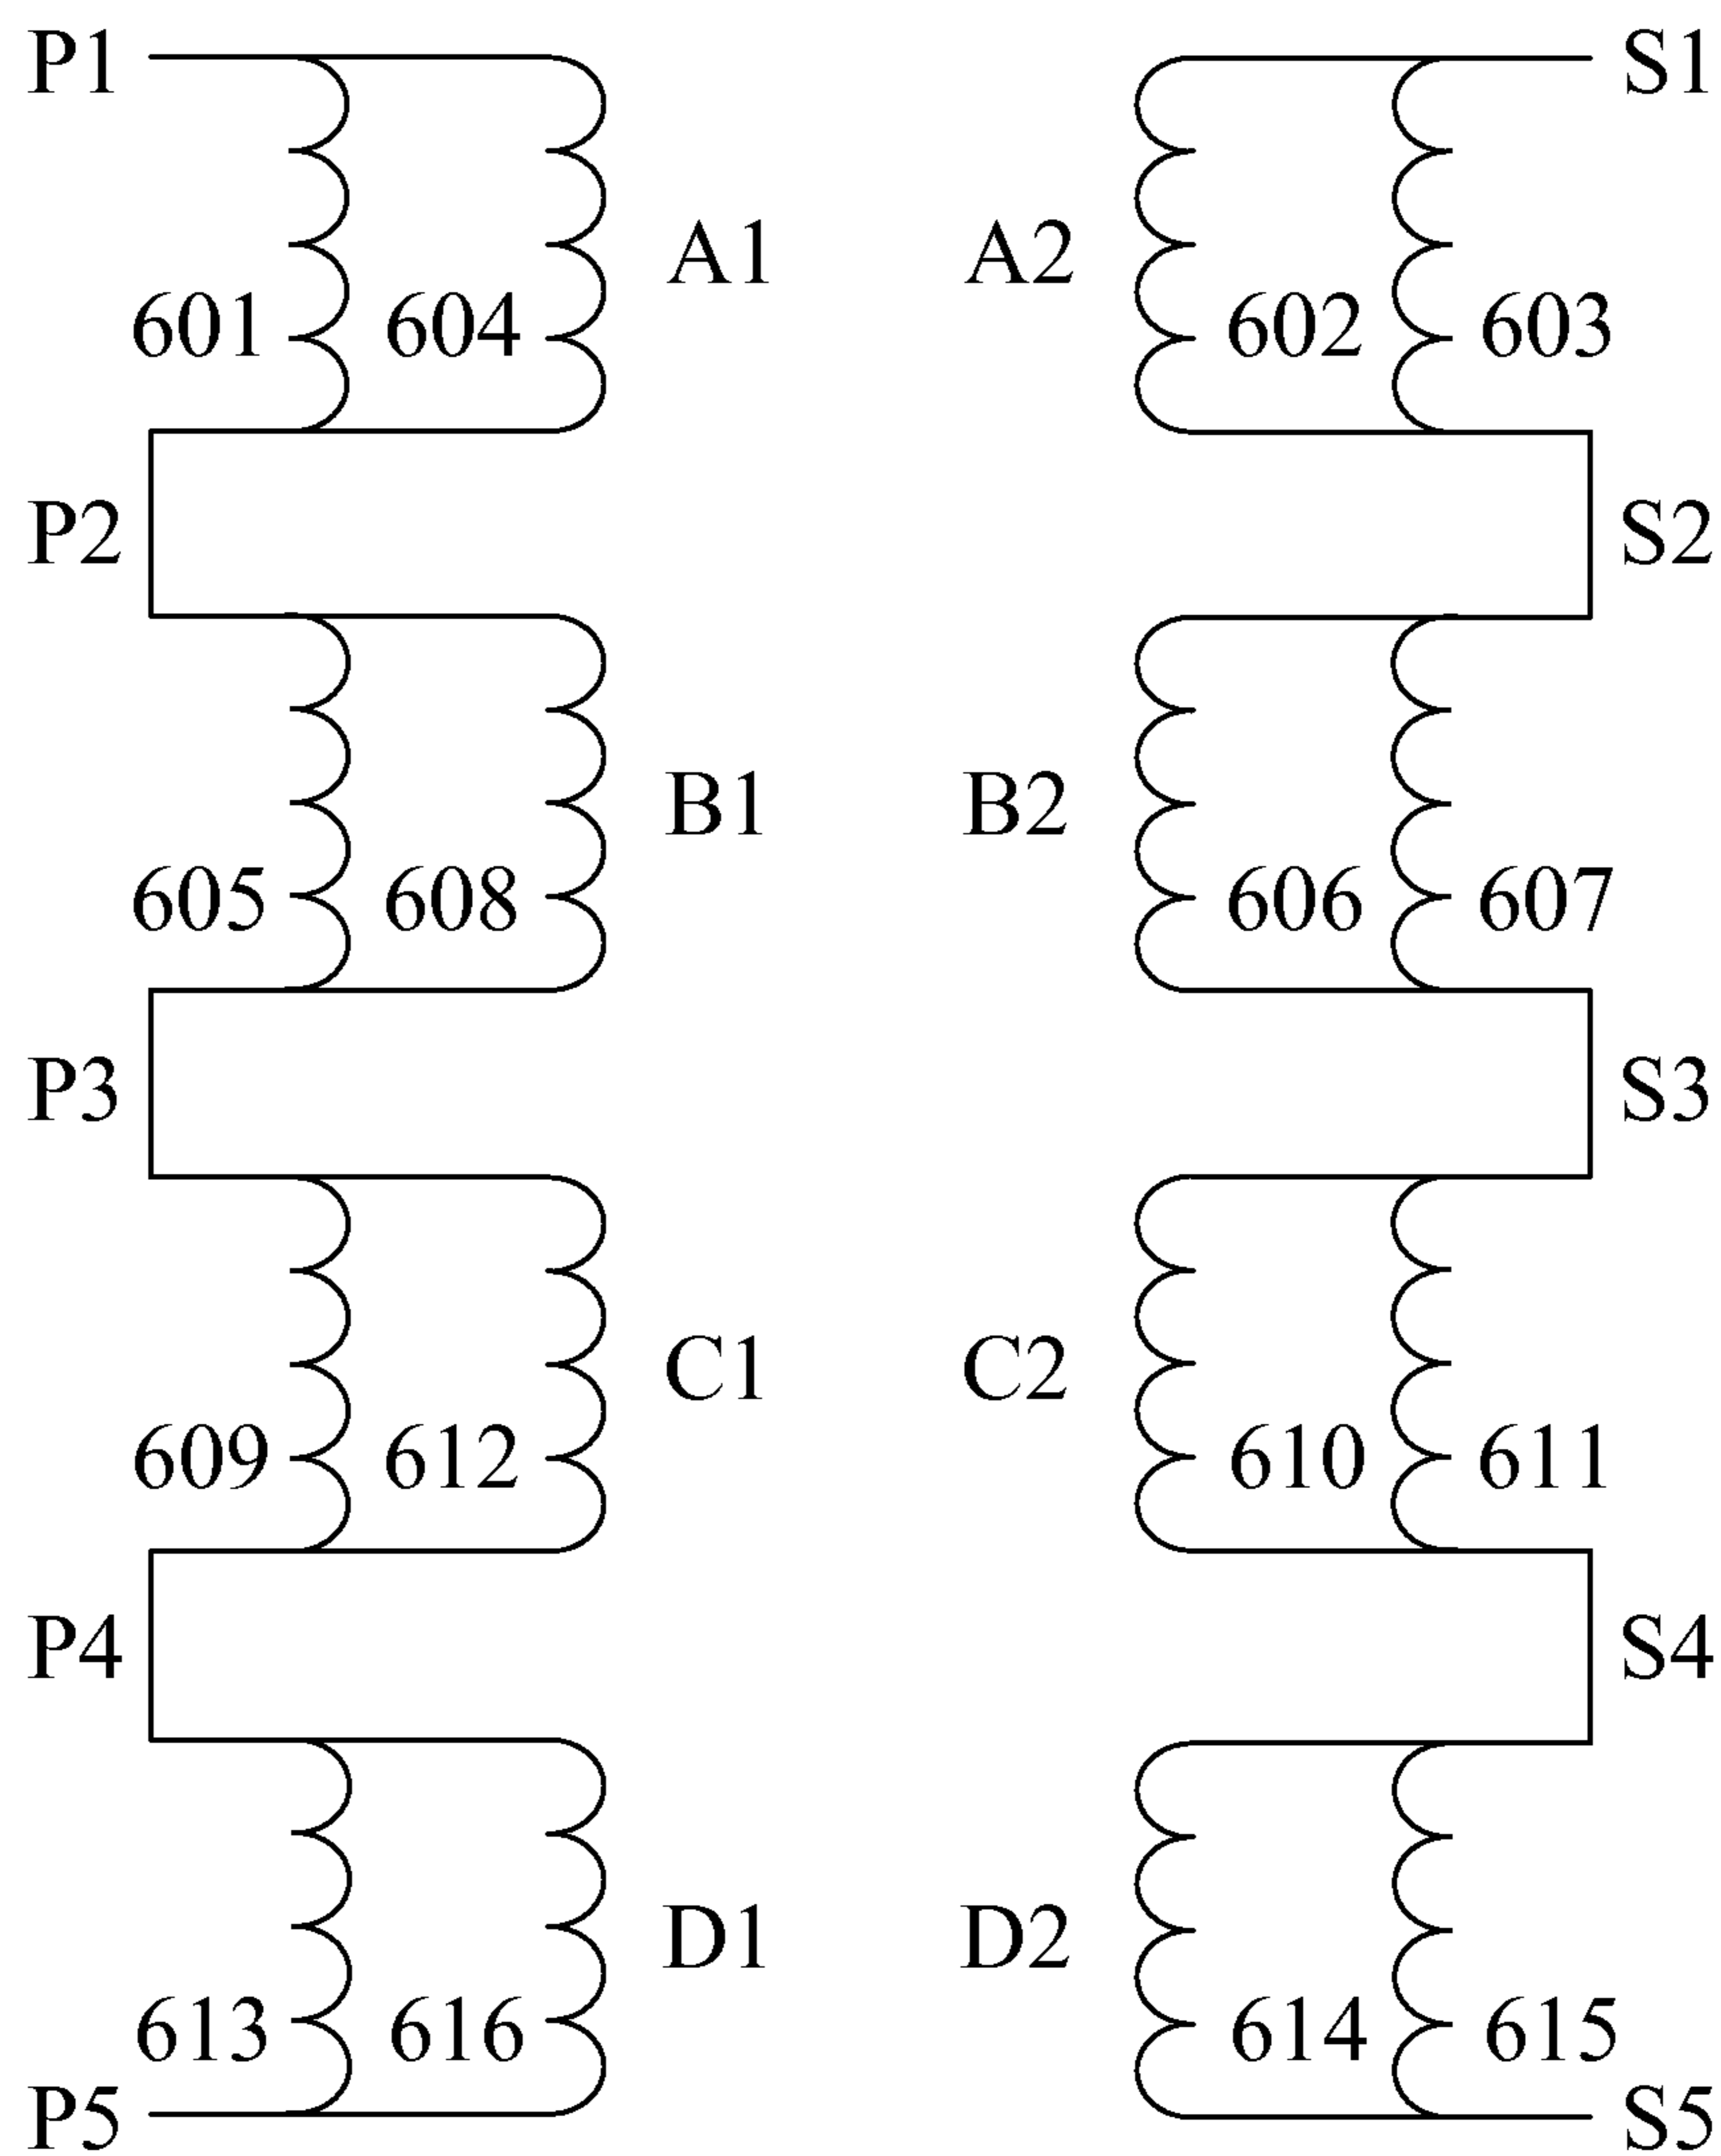 P1 S1
A1 A2
601 604 602 603
P2 S2
B1 B2
605 608 606 607
P3 S3
C1 C2
609 612 610 611
P4 S4
D1 D2
613 616 614 615
P5 S5